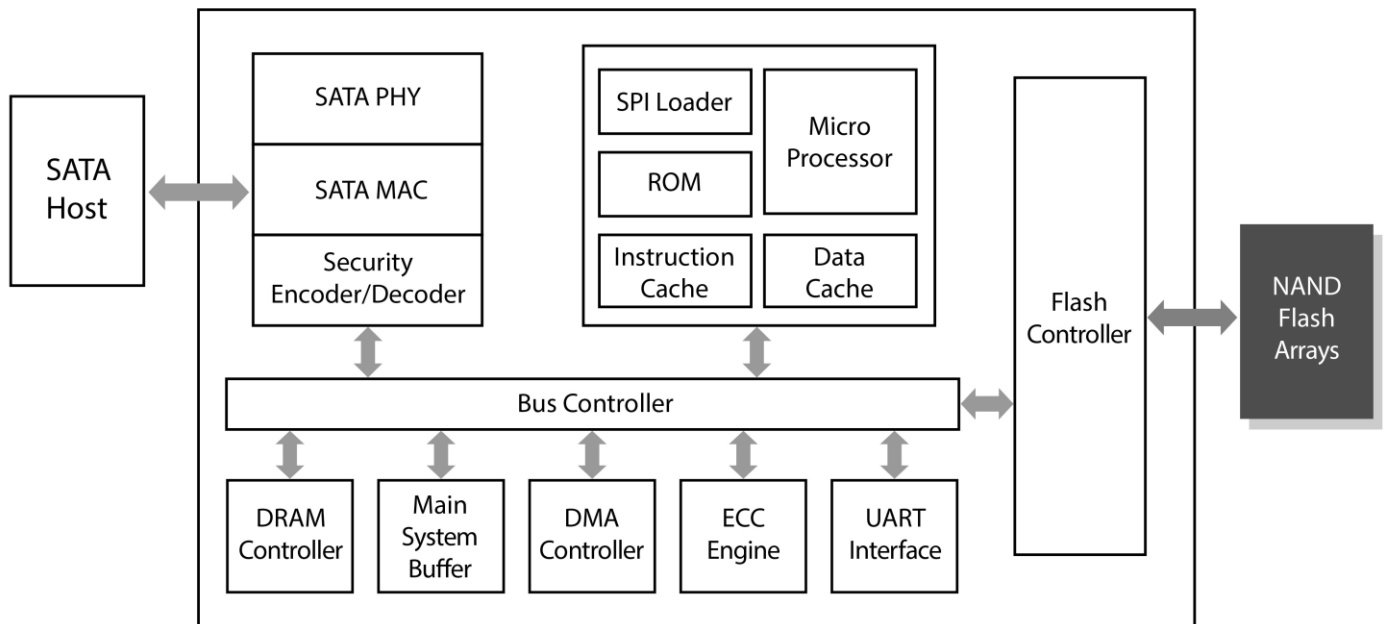 SATA
Host
SATA PHY
SATA MAC
Security
Encoder/Decoder
SPI Loader
ROM
Instruction
Cache
Micro
Processor
Data
Cache
Flash
Controller
NAND
Flash
Arrays
Bus Controller
DRAM
Controller
Main
System
Buffer
DMA
Controller
ECC
Engine
UART
Interface